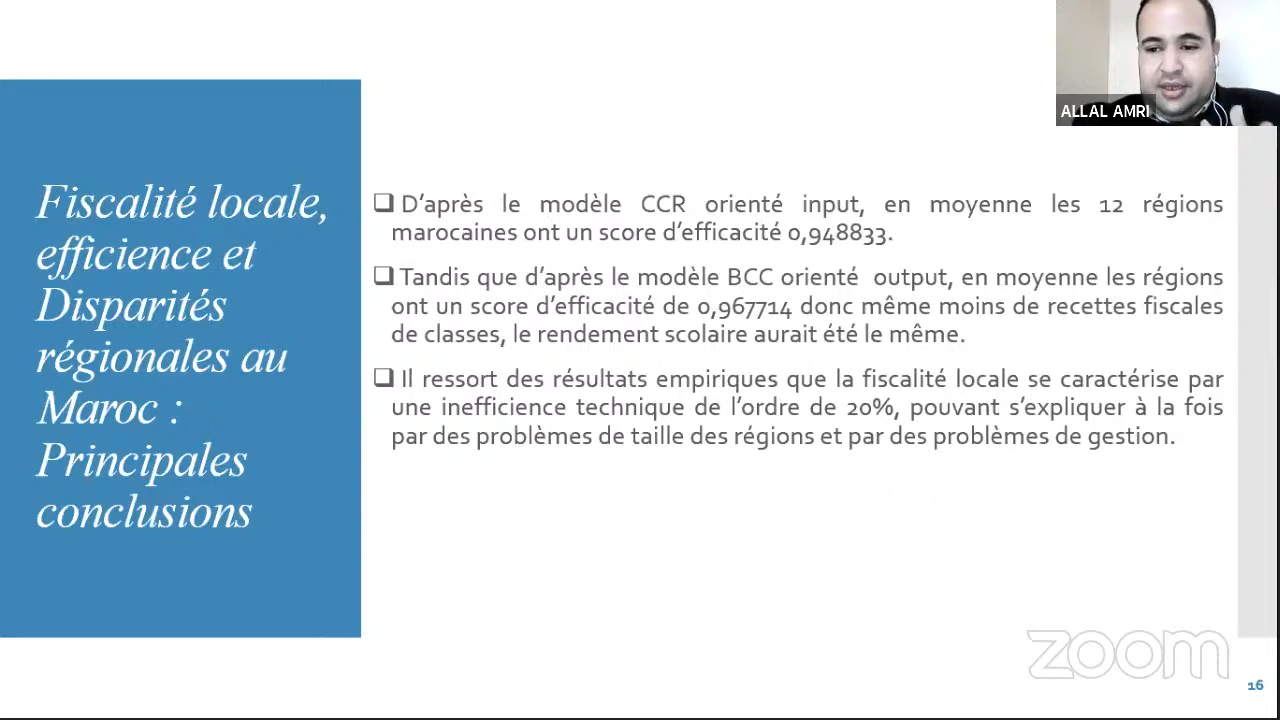 ALLAL AMRI
Fiscalité locale,
efficience et
Disparités
régionales au
Maroc :
Principales
conclusions
❑ D’après le modèle CCR orienté input, en moyenne les 12 régions
marocaines ont un score d’efficacité 0,948833.
❑ Tandis que d’après le modèle BCC orienté output, en moyenne les régions
ont un score d’efficacité de 0,967714 donc même moins de recettes fiscales
de classes, le rendement scolaire aurait été le même.
❑ Il ressort des résultats empiriques que la fiscalité locale se caractérise par
une inefficience technique de l’ordre de 20%, pouvant s’expliquer à la fois
par des problèmes de taille des régions et par des problèmes de gestion.
zoom
16